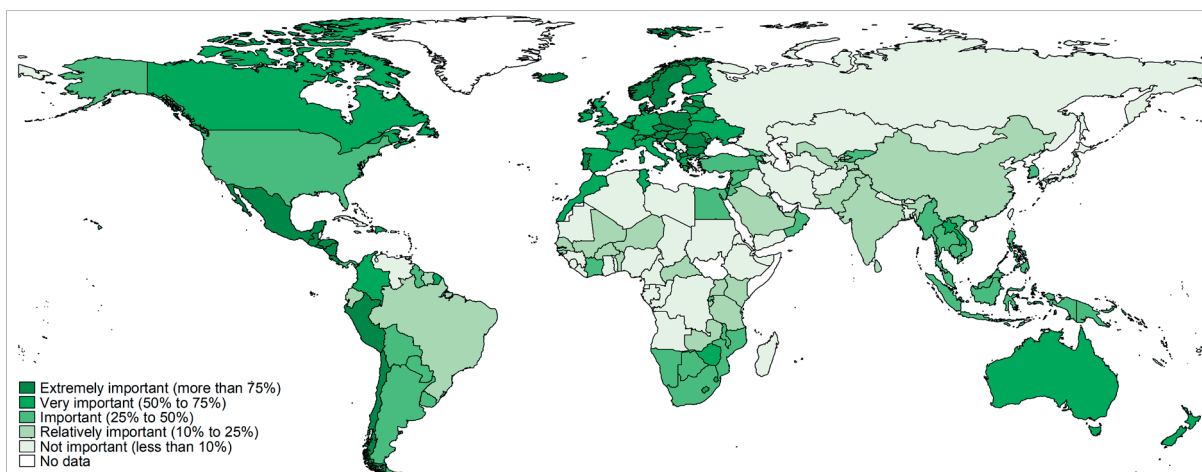 Extremely important (more than 75%)
Very important (50% to 75%)
Important (25% to 50%)
Relatively important (10% to 25%)
Not important (less than 10%)
No data